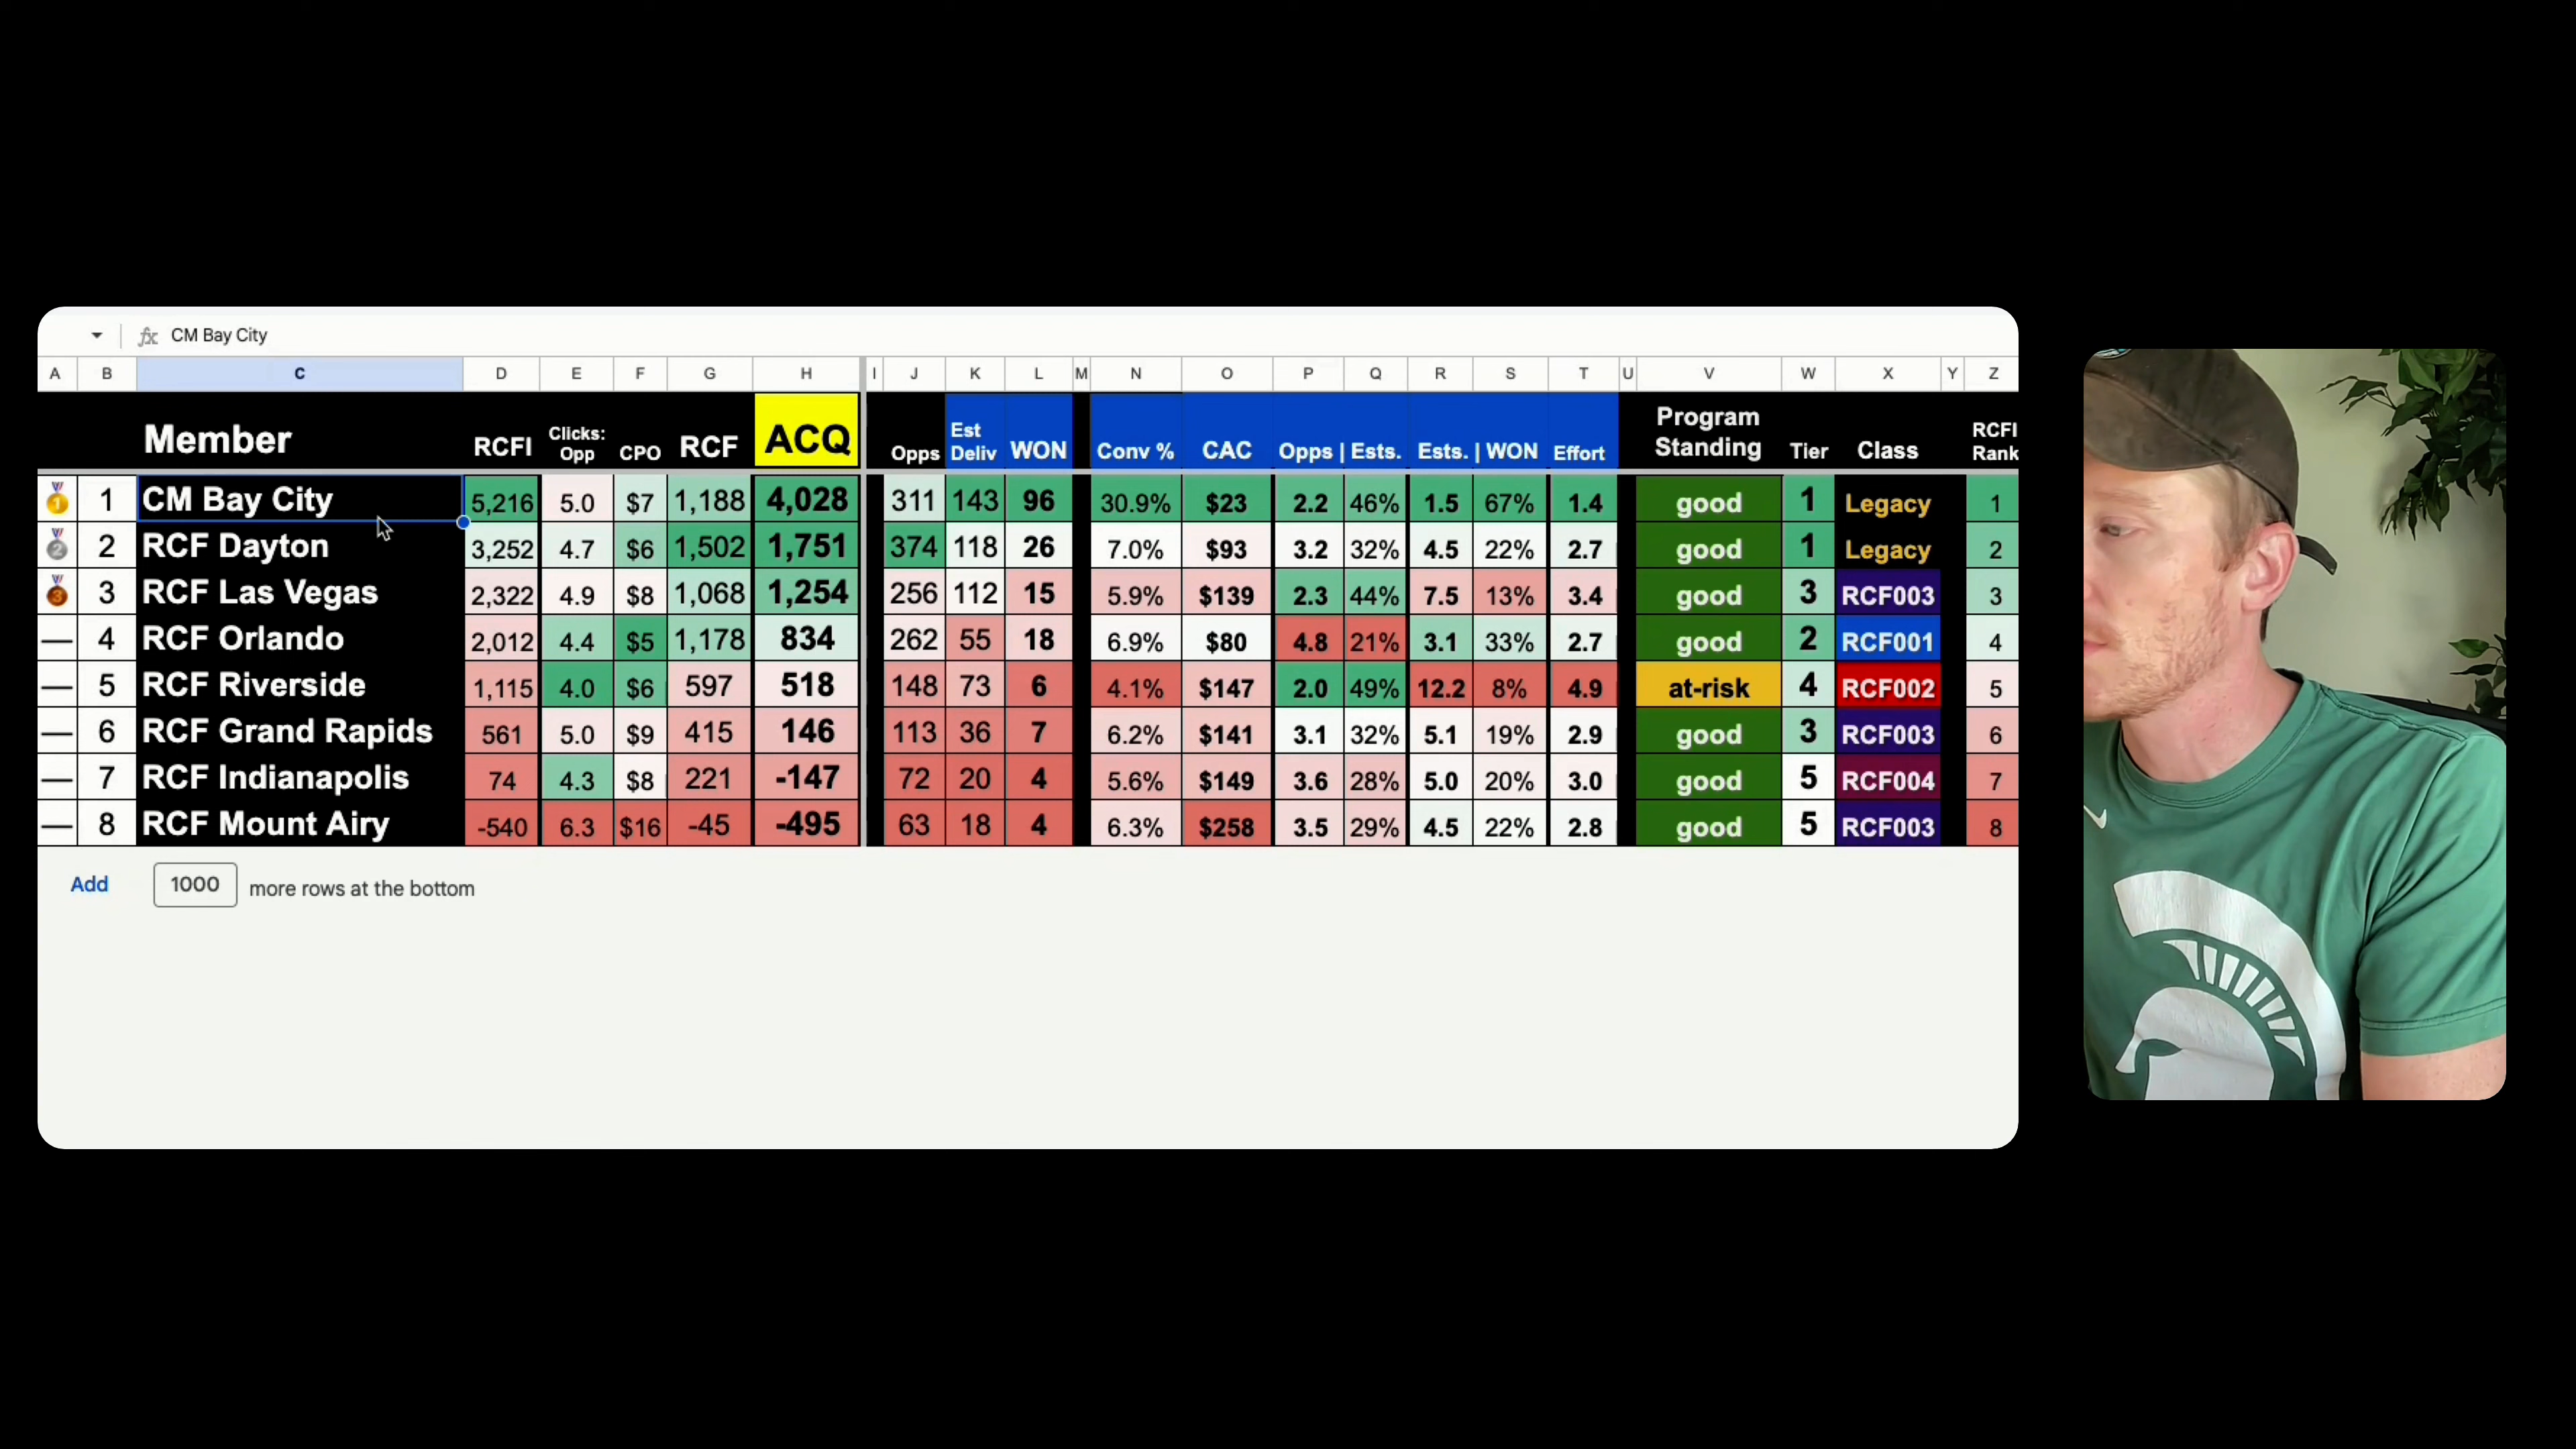 fx CM Bay City
A B C D E F G H I J K L M N O P Q R S T U V W X Y Z
Member RCFI Clicks: Opp CPO RCF ACQ Opps Est Deliv WON Conv % CAC Opps | Ests. Ests. | WON Effort Program Standing Tier Class RCFI Rank
1 1 CM Bay City 5,216 5.0 $7 1,188 4,028 311 143 96 30.9% $23 2.2 46% 1.5 67% 1.4 good 1 Legacy 1
2 2 RCF Dayton 3,252 4.7 $6 1,502 1,751 374 118 26 7.0% $93 3.2 32% 4.5 22% 2.7 good 1 Legacy 2
3 3 RCF Las Vegas 2,322 4.9 $8 1,068 1,254 256 112 15 5.9% $139 2.3 44% 7.5 13% 3.4 good 3 RCF003 3
— 4 RCF Orlando 2,012 4.4 $5 1,178 834 262 55 18 6.9% $80 4.8 21% 3.1 33% 2.7 good 2 RCF001 4
— 5 RCF Riverside 1,115 4.0 $6 597 518 148 73 6 4.1% $147 2.0 49% 12.2 8% 4.9 at-risk 4 RCF002 5
— 6 RCF Grand Rapids 561 5.0 $9 415 146 113 36 7 6.2% $141 3.1 32% 5.1 19% 2.9 good 3 RCF003 6
— 7 RCF Indianapolis 74 4.3 $8 221 -147 72 20 4 5.6% $149 3.6 28% 5.0 20% 3.0 good 5 RCF004 7
— 8 RCF Mount Airy -540 6.3 $16 -45 -495 63 18 4 6.3% $258 3.5 29% 4.5 22% 2.8 good 5 RCF003 8
Add 1000 more rows at the bottom